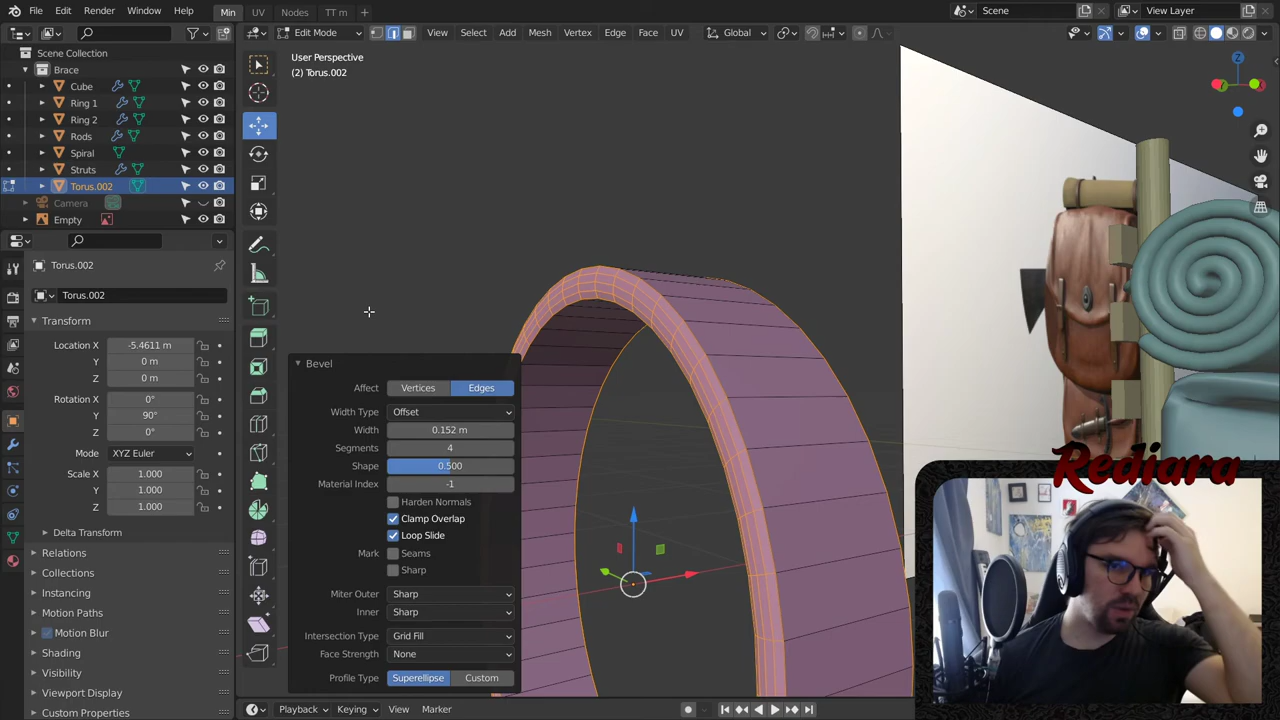 File Edit Render Window Help Min UV Nodes TT m + Scene View Layer
Edit Mode View Select Add Mesh Vertex Edge Face UV Global
Scene Collection
Brace
Cube
Ring 1
Ring 2
Rods
Spiral
Struts
Torus.002
Camera
Empty
User Perspective
(2) Torus.002
Z
Torus.002
Torus.002
Transform
Location X -5.4611 m
Y 0 m
Z 0 m
Rotation X 0°
Y 90°
Z 0°
Mode XYZ Euler
Scale X 1.000
Y 1.000
Z 1.000
Delta Transform
Relations
Collections
Instancing
Motion Paths
Motion Blur
Shading
Visibility
Viewport Display
Custom Properties
Bevel
Affect Vertices Edges
Width Type Offset
Width 0.152 m
Segments 4
Shape 0.500
Material Index -1
Harden Normals
Clamp Overlap
Loop Slide
Mark Seams
Sharp
Miter Outer Sharp
Inner Sharp
Intersection Type Grid Fill
Face Strength None
Profile Type Superellipse Custom
Rediara
Playback Keying View Marker